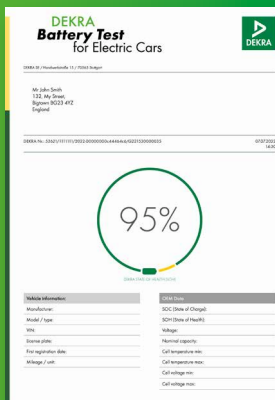 DEKRA
Battery Test
for Electric Cars
DEKRA
Mr John Smith
132, My Street,
Bigtown BG23 4YZ
England
95%
DEKRA STATE OF HEALTH (SOH)
Vehicle information:
Manufacturer:
Model / type:
VIN:
License plate:
First registration date:
Mileage / unit:
OEM Data:
SOC (State of Charge):
SOH (State of Health):
Voltage:
Nominal capacity:
Cell temperature min:
Cell temperature max:
Cell voltage min:
Cell voltage max: